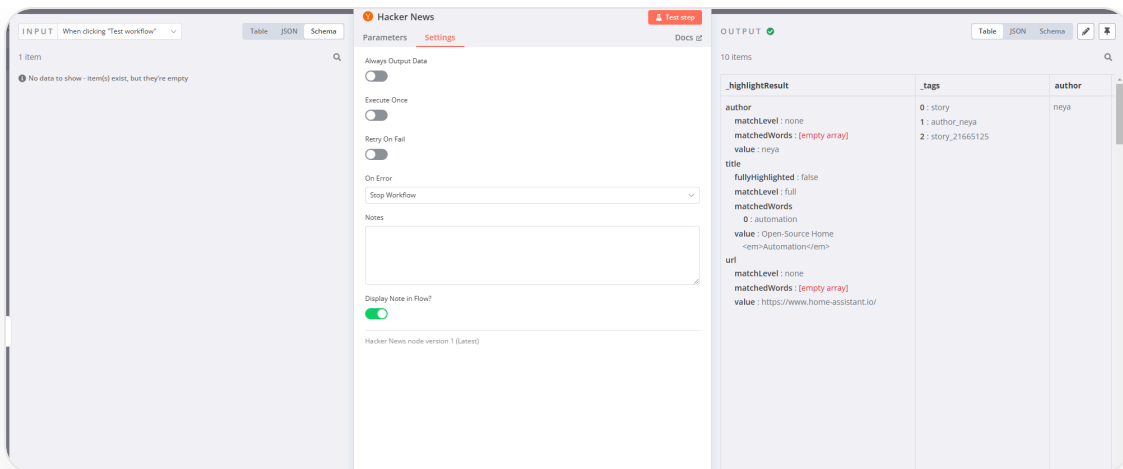 INPUT
When clicking "Test workflow"
Table JSON Schema
1 item
No data to show - item(s) exist, but they're empty
Hacker News
Test step
Parameters Settings Docs
Always Output Data
Execute Once
Retry On Fail
On Error
Stop Workflow
Notes
Display Note in Flow?
Hacker News node version 1 (Latest)
OUTPUT
Table JSON Schema
10 items
_highlightResult _tags author
author
matchLevel : none
matchedWords : [empty array]
value : neya
title
fullyHighlighted : false
matchLevel : full
matchedWords
0 : automation
value : Open-Source Home
<em>Automation</em>
url
matchLevel : none
matchedWords : [empty array]
value : https://www.home-assistant.io/
0 : story
1 : author_neya
2 : story_21665125
neya